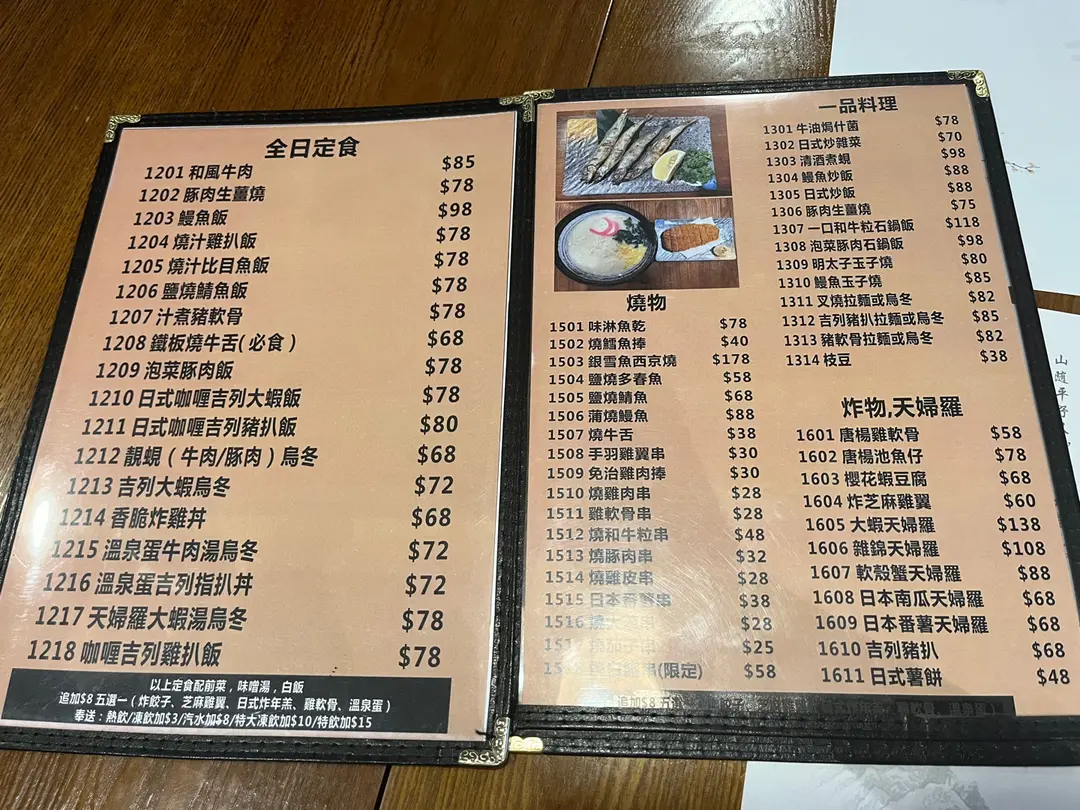 全日定食
1201 和風牛肉 $85
1202 豚肉生薑燒 $78
1203 鰻魚飯 $98
1204 燒汁雞扒飯 $78
1205 燒汁比目魚飯 $78
1206 鹽燒鯖魚飯 $78
1207 汁煮豬軟骨 $78
1208 鐵板燒牛舌(必食) $68
1209 泡菜豚肉飯 $78
1210 日式咖喱吉列大蝦飯 $78
1211 日式咖喱吉列豬扒飯 $80
1212 靚蜆(牛肉/豚肉)烏冬 $68
1213 吉列大蝦烏冬 $72
1214 香脆炸雞丼 $68
1215 溫泉蛋牛肉湯烏冬 $72
1216 溫泉蛋吉列指扒丼 $72
1217 天婦羅大蝦湯烏冬 $78
1218 咖喱吉列雞扒飯 $78
以上定食配前菜,味噌湯,白飯
追加$8 五選一(炸餃子、芝麻雞翼、日式炸年羔、雞軟骨、溫泉蛋)
奉送:熱飲/凍飲加$3/汽水加$8/特大凍飲加$10/特飲加$15
燒物
1501 味淋魚乾 $78
1502 燒鱈魚捧 $40
1503 銀雪魚西京燒 $178
1504 鹽燒多春魚 $58
1505 鹽燒鯖魚 $68
1506 蒲燒鰻魚 $88
1507 燒牛舌 $38
1508 手羽雞翼串 $30
1509 免治雞肉捧 $30
1510 燒雞肉串 $28
1511 雞軟骨串 $28
1512 燒和牛粒串 $48
1513 燒豚肉串 $32
1514 燒雞皮串 $28
1515 日本番薯串 $38
1516 $28
$25
(限定) $58
追加$8 五選
一品料理
1301 牛油焗什菌 $78
1302 日式炒雜菜 $70
1303 清酒煮蜆 $98
1304 鰻魚炒飯 $88
1305 日式炒飯 $88
1306 豚肉生薑燒 $75
1307 一口和牛粒石鍋飯 $118
1308 泡菜豚肉石鍋飯 $98
1309 明太子玉子燒 $80
1310 鰻魚玉子燒 $85
1311 叉燒拉麵或烏冬 $82
1312 吉列豬扒拉麵或烏冬 $85
1313 豬軟骨拉麵或烏冬 $82
1314 枝豆 $38
炸物,天婦羅
1601 唐楊雞軟骨 $58
1602 唐楊池魚仔 $78
1603 櫻花蝦豆腐 $68
1604 炸芝麻雞翼 $60
1605 大蝦天婦羅 $138
1606 雜錦天婦羅 $108
1607 軟殼蟹天婦羅 $88
1608 日本南瓜天婦羅 $68
1609 日本番薯天婦羅 $68
1610 吉列豬扒 $68
1611 日式薯餅 $48